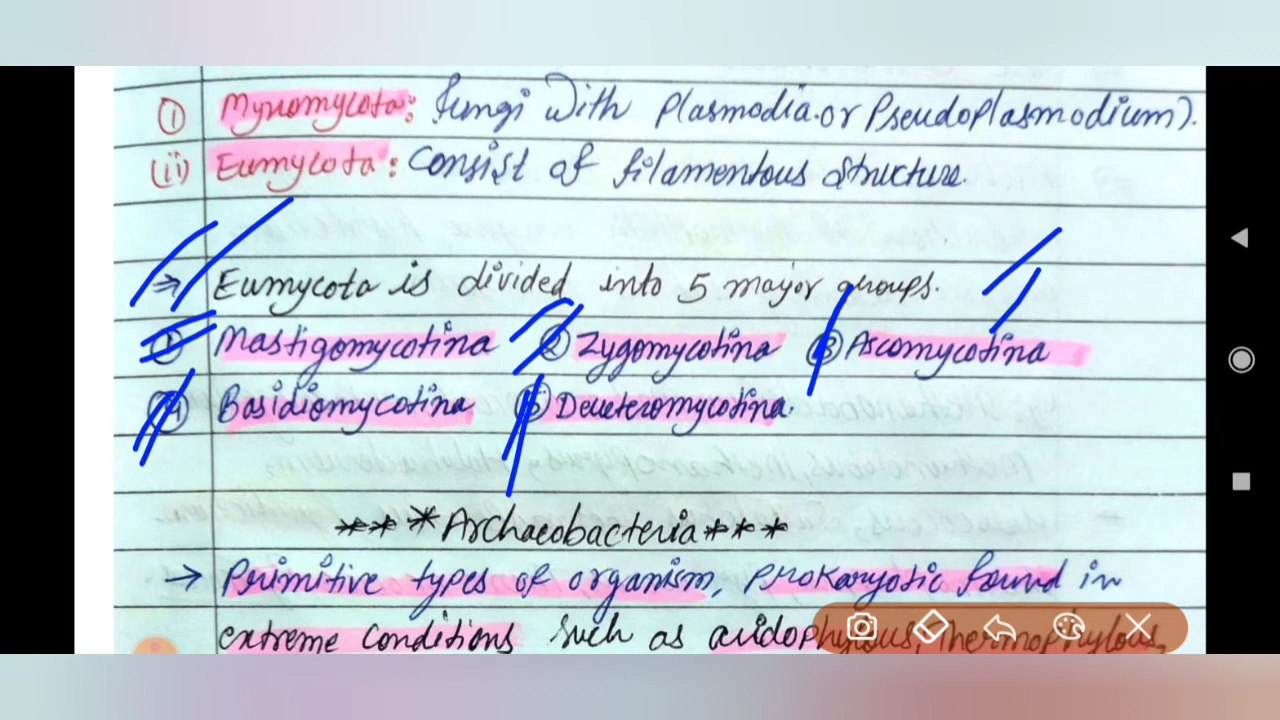 (i) Myxomycota: Fungi with Plasmodia.or Pseudoplasmodium).
(ii) Eumycota: Consist of filamentous structure.
⇒ Eumycota is divided into 5 major groups.
① Mastigomycotina ② Zygomycotina ③ Ascomycotina
④ Basidiomycotina ⑤ Deuteromycotina.
*** Archaeobacteria ***
→ Primitive types of organism, prokaryotic found in
extreme conditions such as acidophylous, Thermophylous,